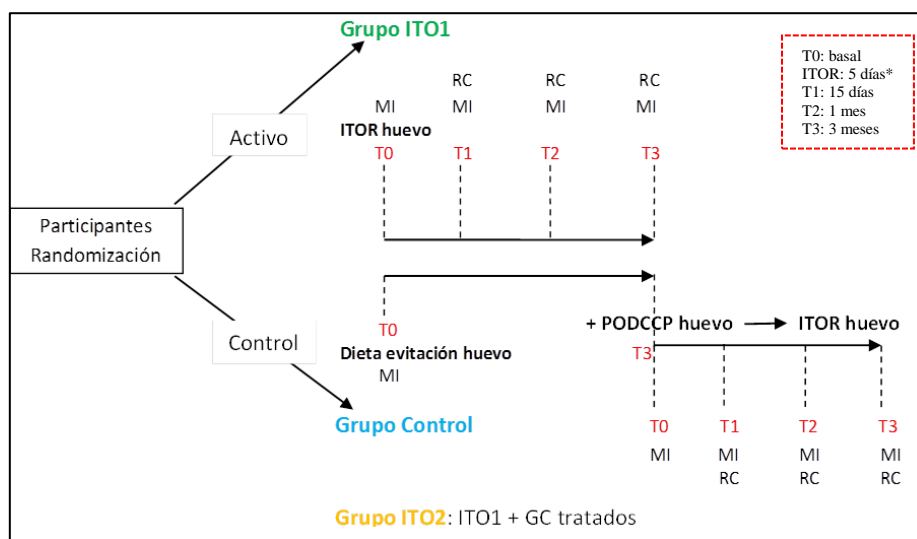 Grupo ITO1
T0: basal
ITOR: 5 días*
T1: 15 días
T2: 1 mes
T3: 3 meses
RC RC RC
MI MI MI MI
Activo
ITOR huevo
T0 T1 T2 T3
Participantes
Randomización
T0
Control
Dieta evitación huevo
MI
+ PODCCP huevo ITOR huevo
T3
Grupo Control
T0 T1 T2 T3
MI MI MI MI
RC RC RC
Grupo ITO2: ITO1 + GC tratados